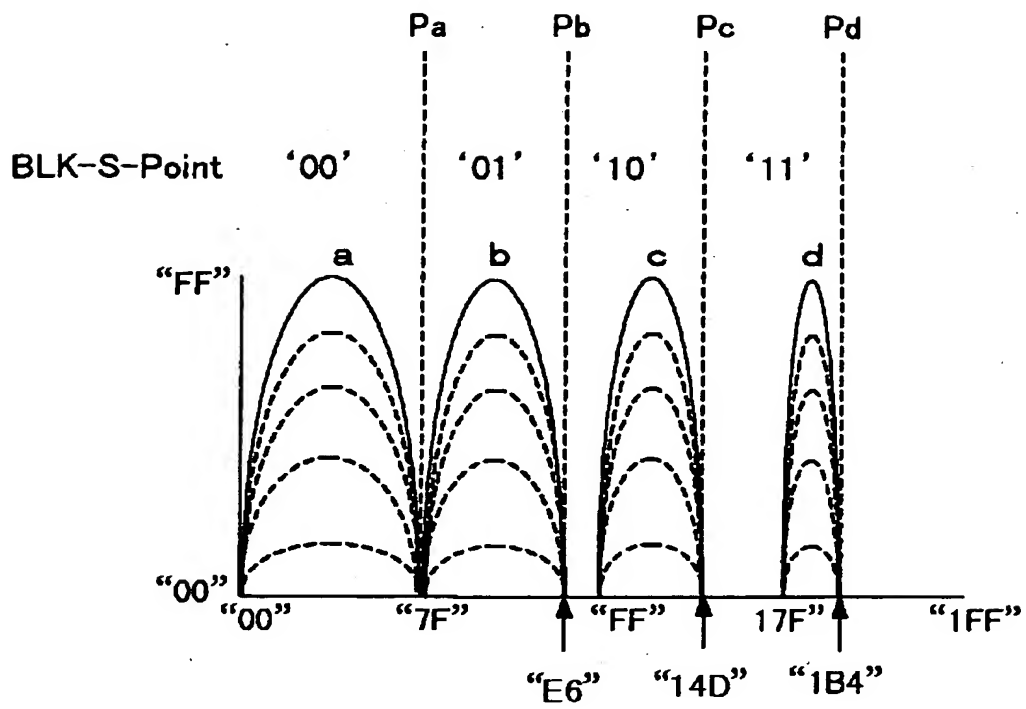 Pa Pb Pc Pd
BLK-S-Point ‘00’ ‘01’ ‘10’ ‘11’
a b c d
“FF”
“00”
“00” “7F” “FF” 17F” “1FF”
“E6” “14D” “1B4”